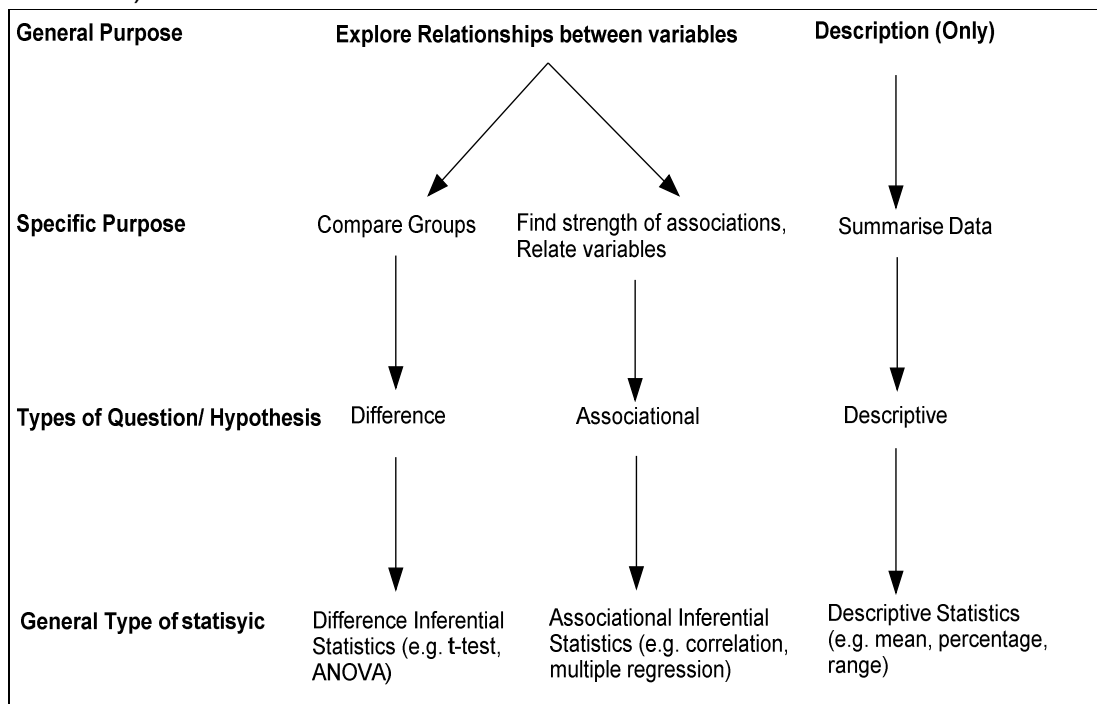 General Purpose
Explore Relationships between variables
Description (Only)
Specific Purpose
Compare Groups
Find strength of associations,
Relate variables
Summarise Data
Types of Question/ Hypothesis
Difference
Associational
Descriptive
General Type of statisyic
Difference Inferential
Statistics (e.g. t-test,
ANOVA)
Associational Inferential
Statistics (e.g. correlation,
multiple regression)
Descriptive Statistics
(e.g. mean, percentage,
range)